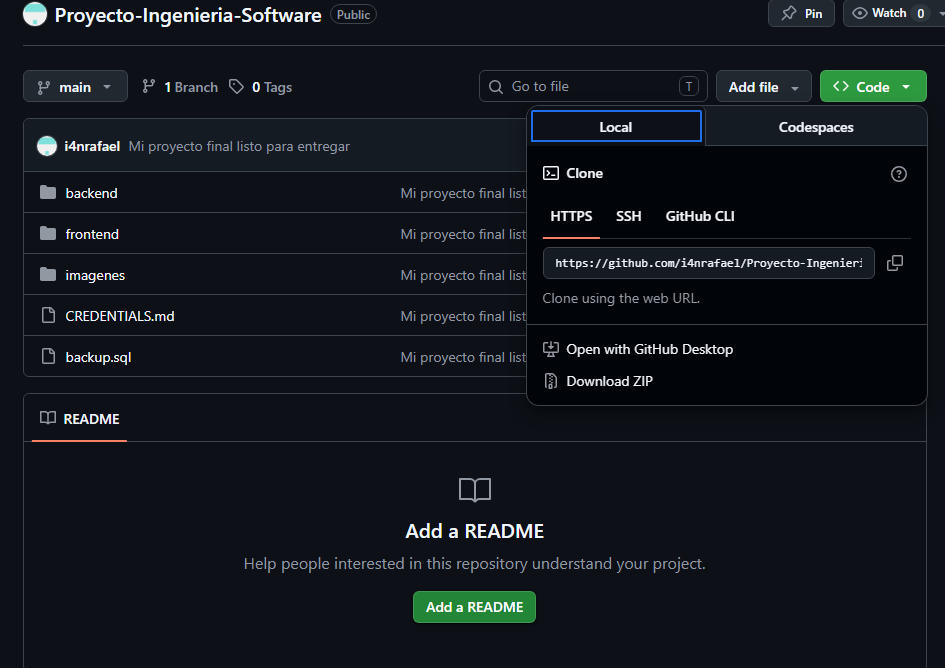 Proyecto-Ingenieria-Software Public Pin Watch 0
main 1 Branch 0 Tags Go to file T Add file Code
i4nrafael Mi proyecto final listo para entregar
backend Mi proyecto final list
frontend Mi proyecto final list
imagenes Mi proyecto final list
CREDENTIALS.md Mi proyecto final list
backup.sql Mi proyecto final list
Local Codespaces
Clone
HTTPS SSH GitHub CLI
https://github.com/i4nrafael/Proyecto-Ingenieri
Clone using the web URL.
Open with GitHub Desktop
Download ZIP
README
Add a README
Help people interested in this repository understand your project.
Add a README